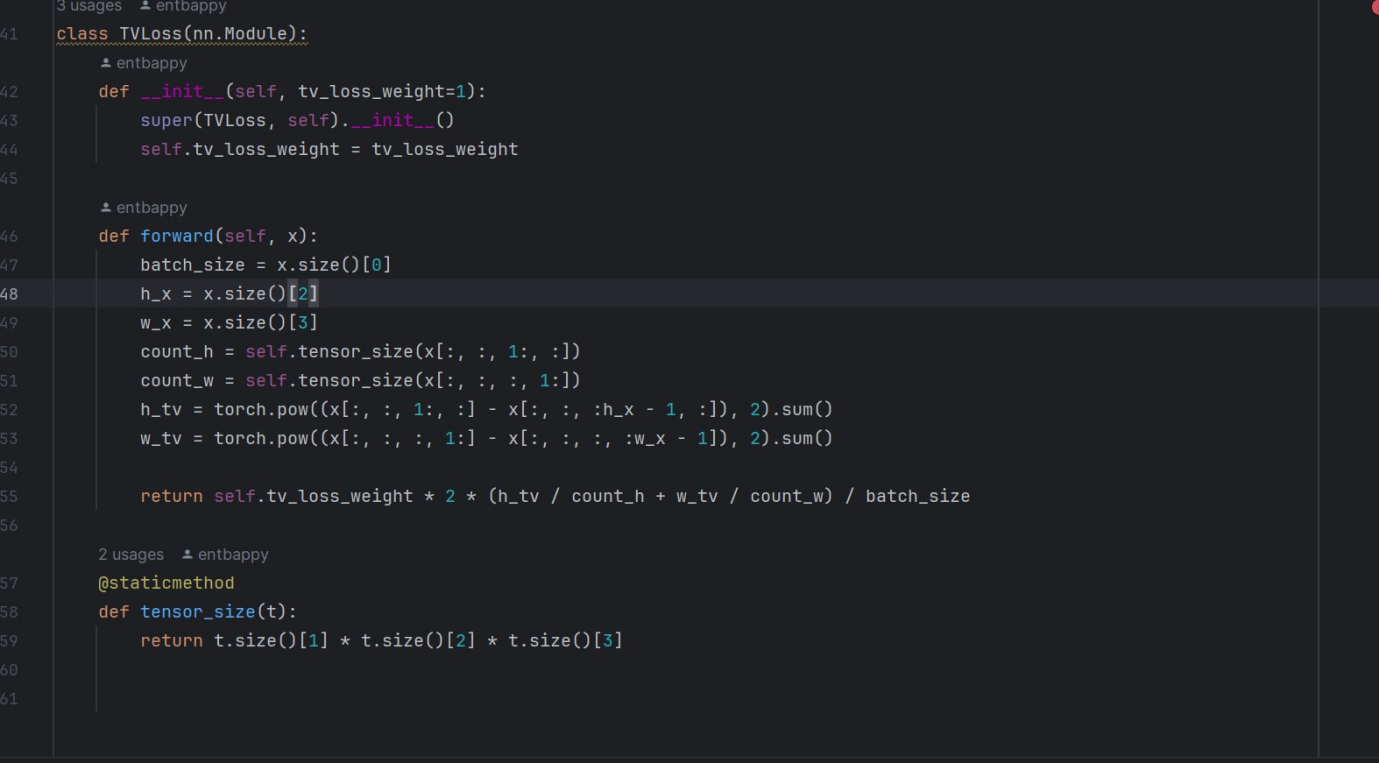 3 usages entbappy
41 class TVLoss(nn.Module):
entbappy
42 def __init__(self, tv_loss_weight=1):
43 super(TVLoss, self).__init__()
44 self.tv_loss_weight = tv_loss_weight
45
entbappy
46 def forward(self, x):
47 batch_size = x.size()[0]
48 h_x = x.size()[2]
49 w_x = x.size()[3]
50 count_h = self.tensor_size(x[:, :, 1:, :])
51 count_w = self.tensor_size(x[:, :, :, 1:])
52 h_tv = torch.pow((x[:, :, 1:, :] - x[:, :, :h_x - 1, :]), 2).sum()
53 w_tv = torch.pow((x[:, :, :, 1:] - x[:, :, :, :w_x - 1]), 2).sum()
54
55 return self.tv_loss_weight * 2 * (h_tv / count_h + w_tv / count_w) / batch_size
56
2 usages entbappy
57 @staticmethod
58 def tensor_size(t):
59 return t.size()[1] * t.size()[2] * t.size()[3]
60
61